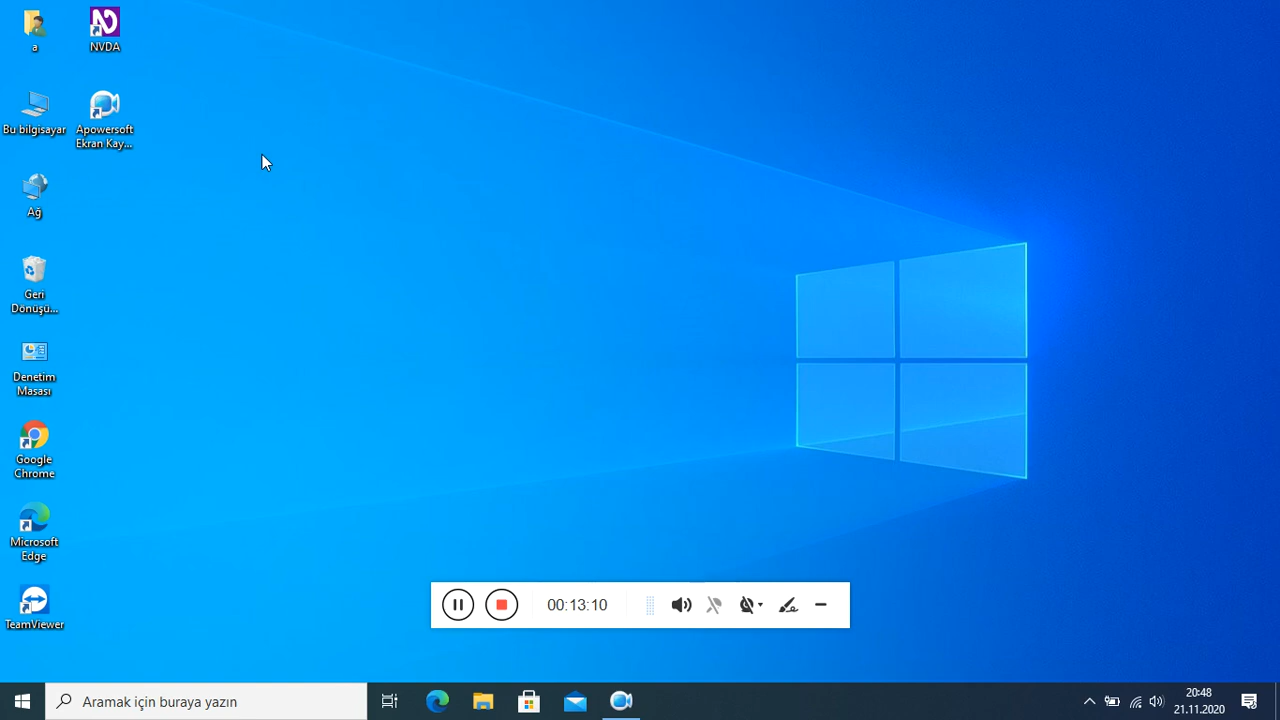 a
NVDA
Bu bilgisayar
Apowersoft
Ekran Kay...
Ağ
Geri
Dönüşü...
Denetim
Masası
Google
Chrome
Microsoft
Edge
TeamViewer
00:13:10
Aramak için buraya yazın
20:48
21.11.2020